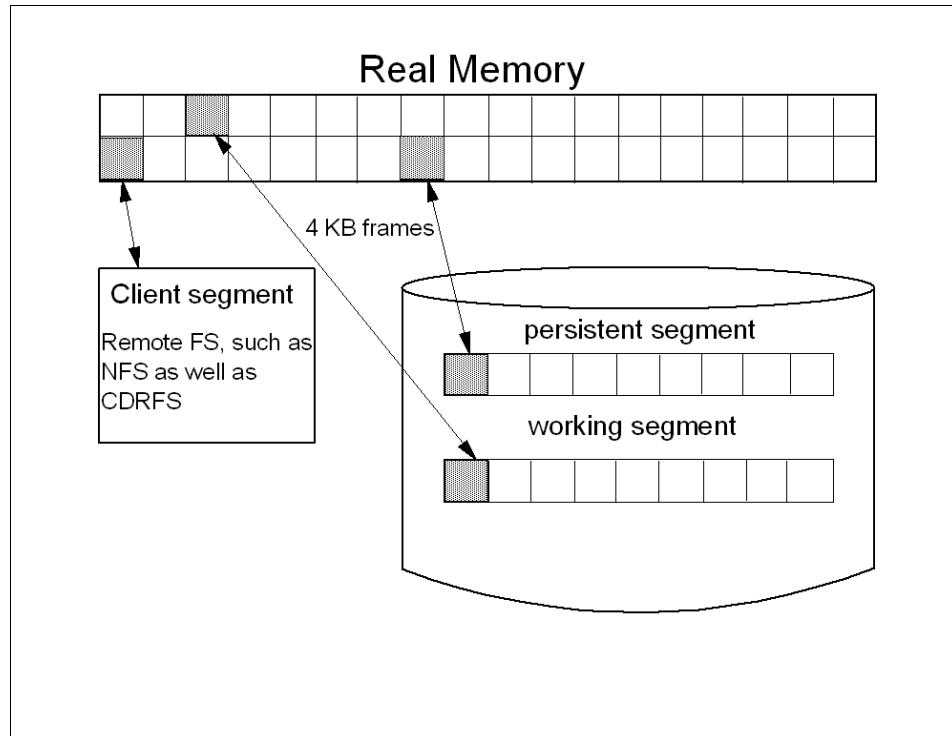 Real Memory
4 KB frames
Client segment
Remote FS, such as
NFS as well as
CDRFS
persistent segment
working segment